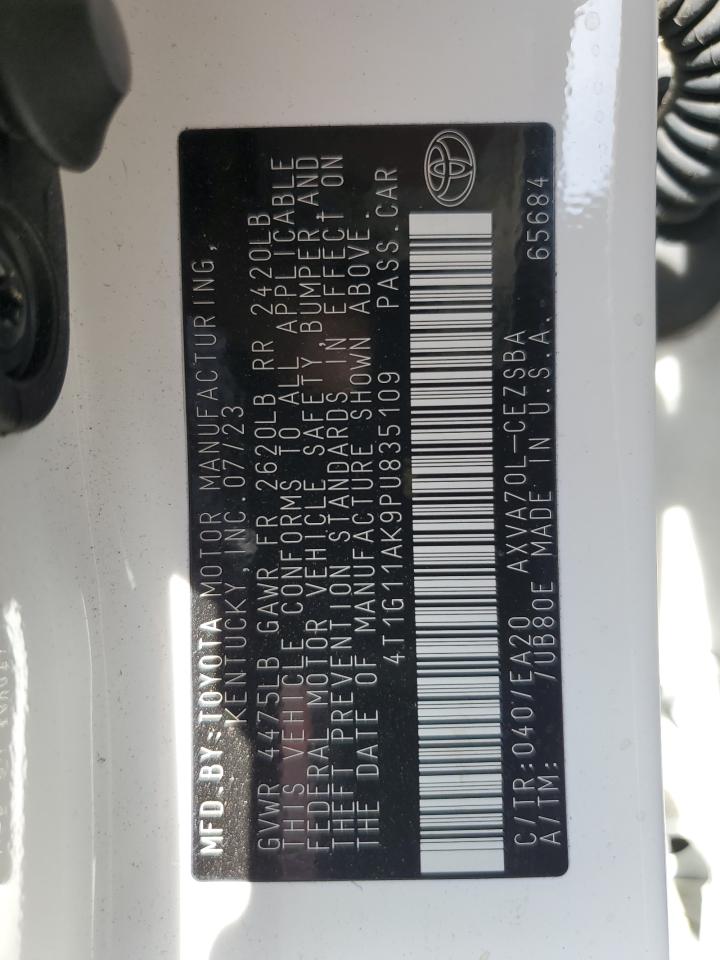 MFD.BY:TOYOTA MOTOR MANUFACTURING,
KENTUCKY,INC.07/23
GVWR 4475LB GAWR FR 2620LB RR 2420LB
THIS VEHICLE CONFORMS TO ALL APPLICABLE
FEDERAL MOTOR VEHICLE SAFETY,BUMPER,AND
THEFT PREVENTION STANDARDS IN EFFECT ON
THE DATE OF MANUFACTURE SHOWN ABOVE.
4T1G11AK9PU835109 PASS.CAR
C/TR:040/EA20 AXVA70L-CEZSBA 65684
A/TM: 7UB80E MADE IN U.S.A.